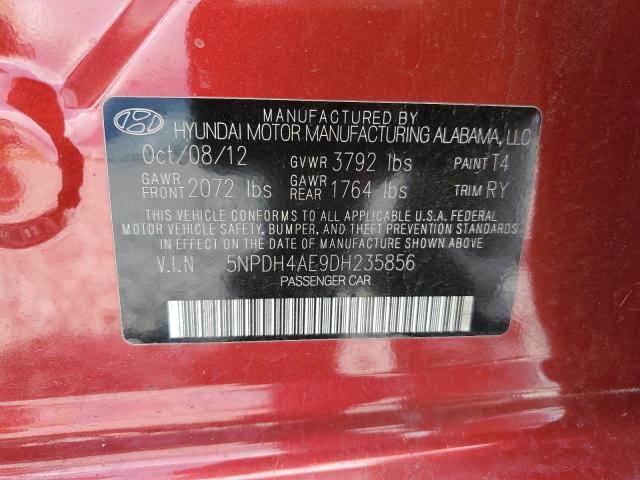 MANUFACTURED BY
HYUNDAI MOTOR MANUFACTURING ALABAMA, LLC
Oct/08/12 GVWR 3792 lbs PAINT T4
GAWR FRONT 2072 lbs GAWR REAR 1764 lbs TRIM RY
THIS VEHICLE CONFORMS TO ALL APPLICABLE U.S.A. FEDERAL
MOTOR VEHICLE SAFETY, BUMPER, AND THEFT PREVENTION
STANDARDS IN EFFECT ON THE DATE OF MANUFACTURE SHOWN ABOVE.
V.I.N 5NPDH4AE9DH235856
PASSENGER CAR